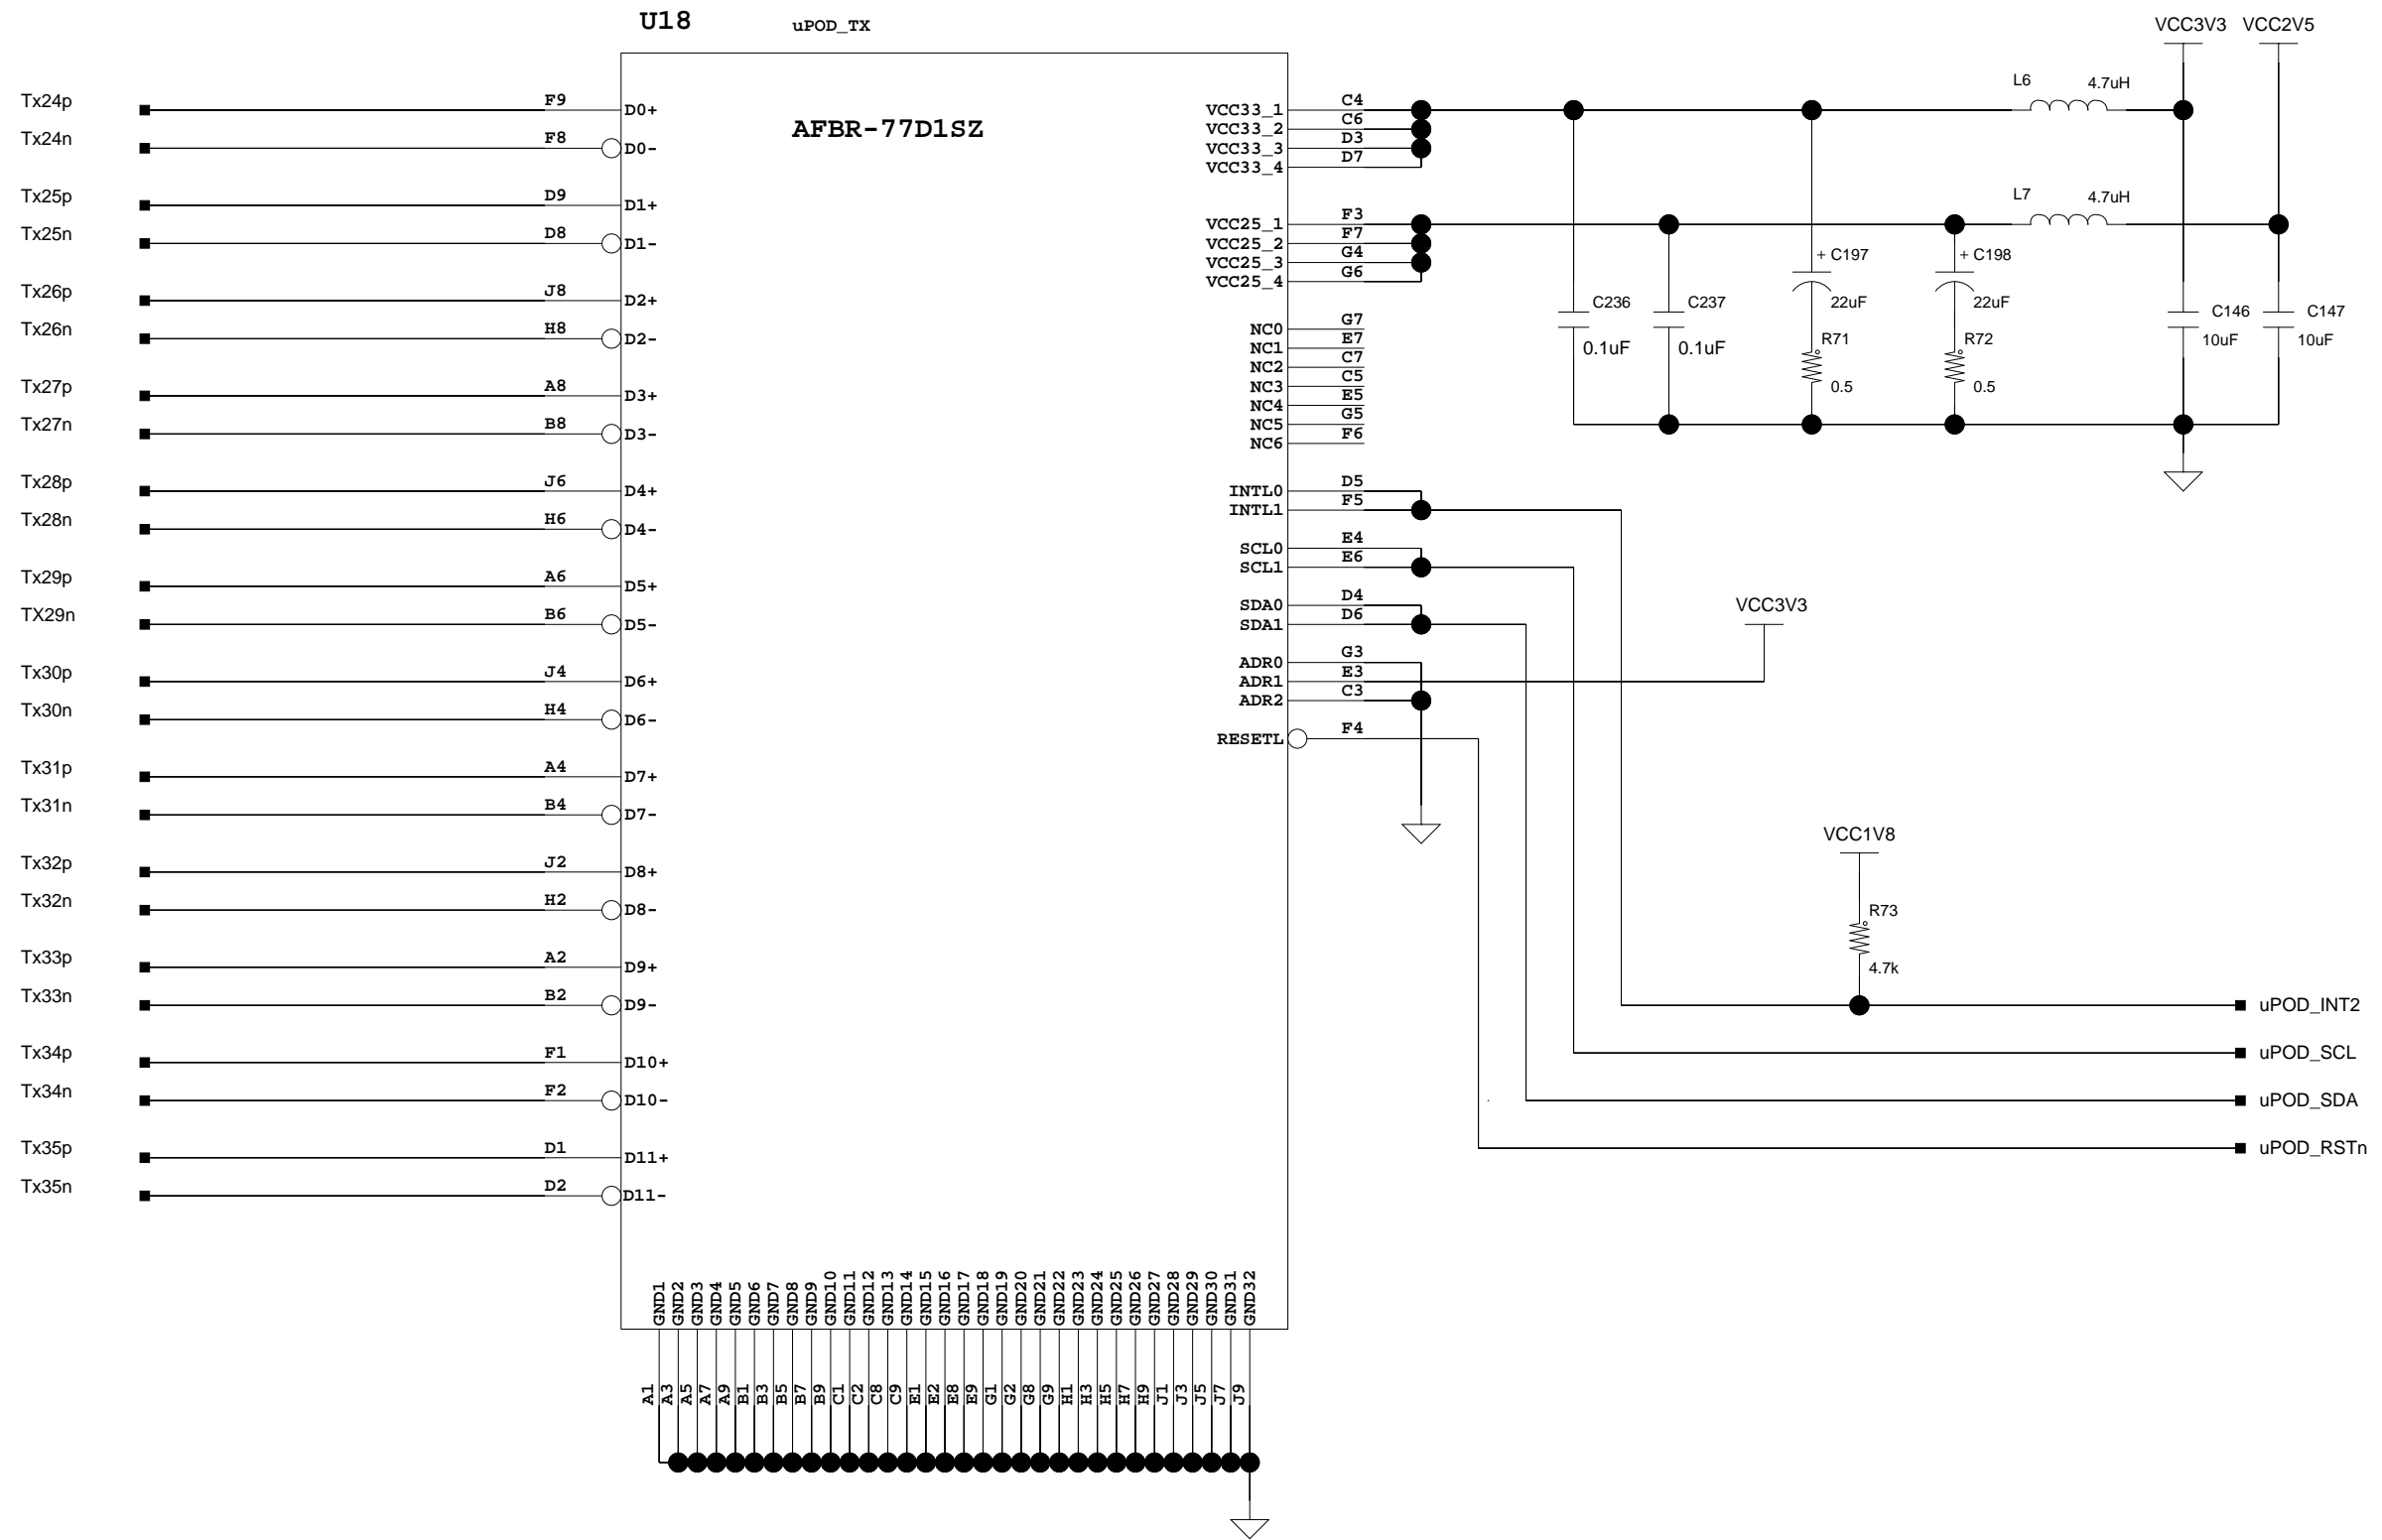 U18 uPOD_TX
AFBR-77D1SZ
Tx24p F9 D0+
Tx24n F8 D0-
Tx25p D9 D1+
Tx25n D8 D1-
Tx26p J8 D2+
Tx26n H8 D2-
Tx27p A8 D3+
Tx27n B8 D3-
Tx28p J6 D4+
Tx28n H6 D4-
Tx29p A6 D5+
TX29n B6 D5-
Tx30p J4 D6+
Tx30n H4 D6-
Tx31p A4 D7+
Tx31n B4 D7-
Tx32p J2 D8+
Tx32n H2 D8-
Tx33p A2 D9+
Tx33n B2 D9-
Tx34p F1 D10+
Tx34n F2 D10-
Tx35p D1 D11+
Tx35n D2 D11-
VCC33_1 C4
VCC33_2 C6
VCC33_3 D3
VCC33_4 D7
VCC25_1 F3
VCC25_2 F7
VCC25_3 G4
VCC25_4 G6
NC0 G7
NC1 E7
NC2 C7
NC3 C5
NC4 E5
NC5 G5
NC6 F6
INTL0 D5
INTL1 F5
SCL0 E4
SCL1 E6
SDA0 D4
SDA1 D6
ADR0 G3
ADR1 E3
ADR2 C3
RESETL F4
VCC3V3 VCC2V5
L6 4.7uH
L7 4.7uH
+ C197
22uF
+ C198
22uF
C236
0.1uF
C237
0.1uF
R71
0.5
R72
0.5
C146
10uF
C147
10uF
VCC3V3
VCC1V8
R73
4.7k
uPOD_INT2
uPOD_SCL
uPOD_SDA
uPOD_RSTn
GND1 A1
GND2 A3
GND3 A5
GND4 A7
GND5 A9
GND6 B1
GND7 B3
GND8 B5
GND9 B7
GND10 B9
GND11 C1
GND12 C2
GND13 C8
GND14 C9
GND15 E1
GND16 E2
GND17 E8
GND18 E9
GND19 G1
GND20 G2
GND21 G8
GND22 G9
GND23 H1
GND24 H3
GND25 H5
GND26 H7
GND27 H9
GND28 J1
GND29 J3
GND30 J5
GND31 J7
GND32 J9